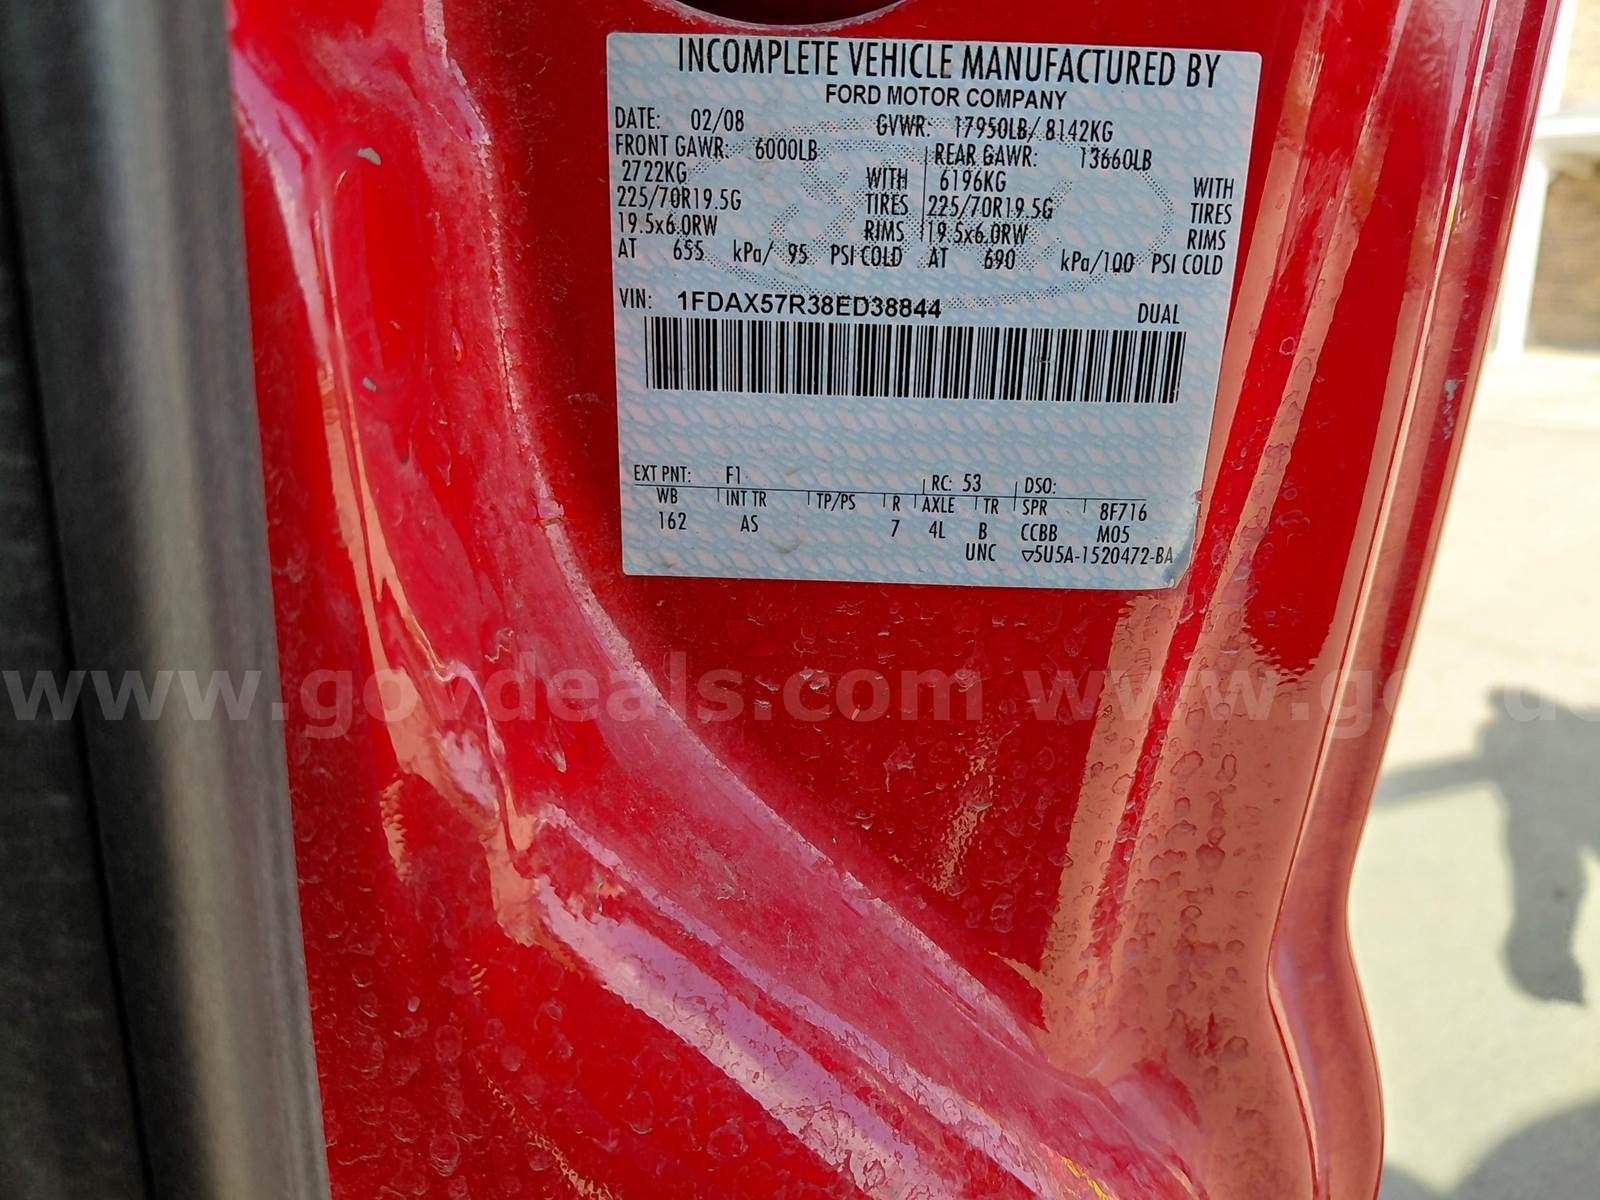 INCOMPLETE VEHICLE MANUFACTURED BY
FORD MOTOR COMPANY
DATE: 02/08 GVWR: 17950LB/ 8142KG
FRONT GAWR: 6000LB REAR GAWR: 13660LB
2722KG WITH 6196KG WITH
225/70R19.5G TIRES 225/70R19.5G TIRES
19.5x6.0RW RIMS 19.5x6.0RW RIMS
AT 655 kPa/ 95 PSI COLD AT 690 kPa/100 PSI COLD
VIN: 1FDAX57R38ED38844 DUAL
EXT PNT: F1 RC: 53 DSO:
WB INT TR TP/PS R AXLE TR SPR 8F716
162 AS 7 4L B CCBB M05
UNC ▽5U5A-1520472-BA
www.govdeals.com www.govde